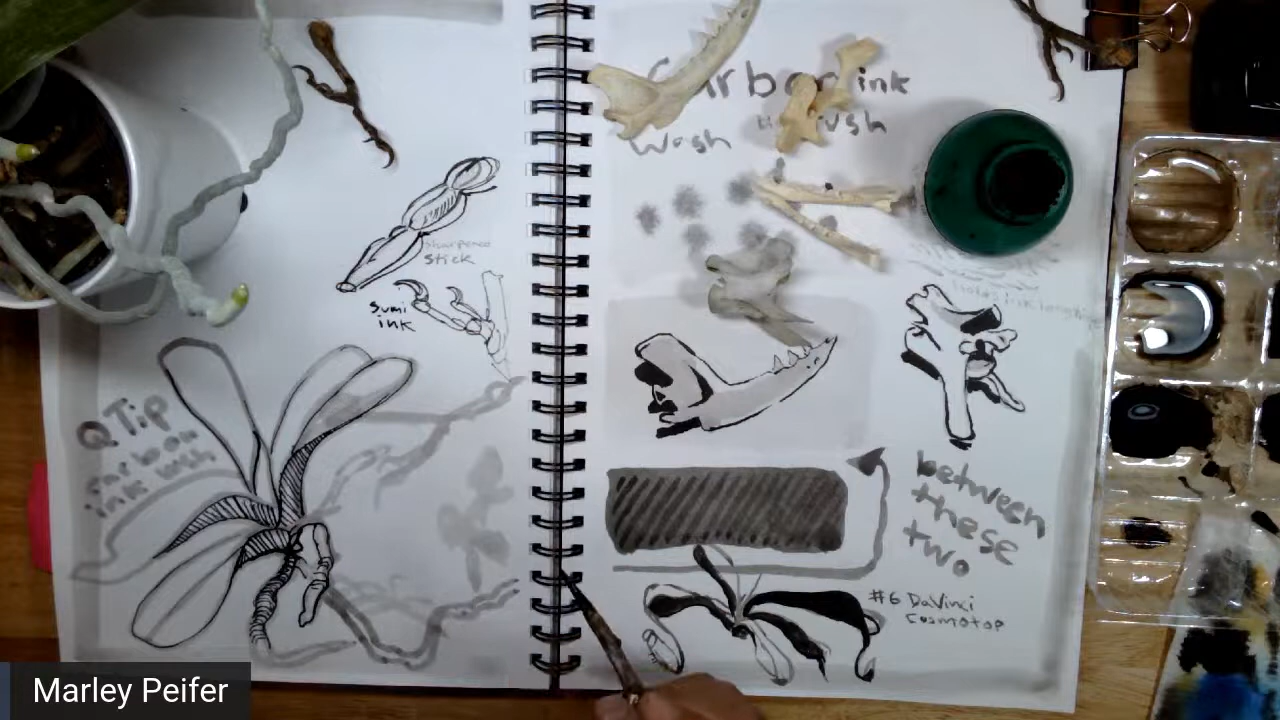 Carbon ink
wash
wash
sharpened
stick
Sumi
ink
Q Tip
carbon
ink wsh
between
these
two
#6 DaVinci
Cosmotop
Marley Peifer